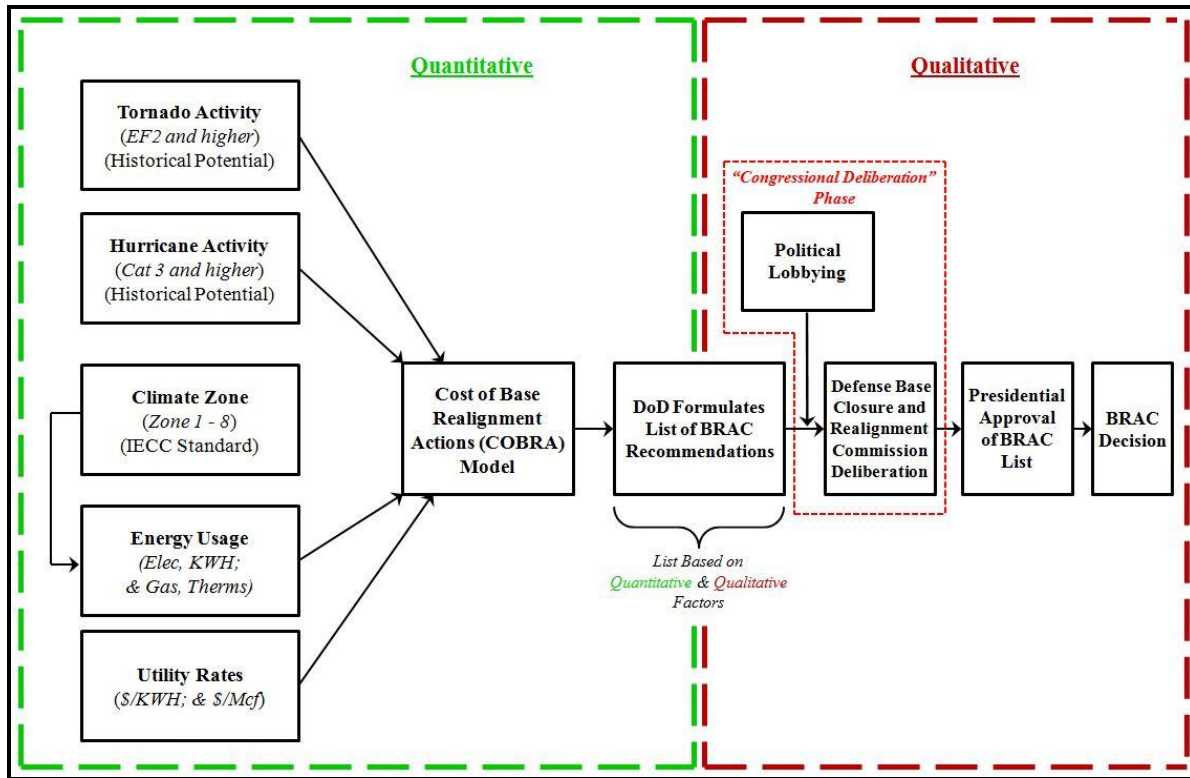 Quantitative
Qualitative
Tornado Activity
(EF2 and higher)
(Historical Potential)
Hurricane Activity
(Cat 3 and higher)
(Historical Potential)
Climate Zone
(Zone 1 - 8)
(IECC Standard)
Energy Usage
(Elec, KWH;
& Gas, Therms)
Utility Rates
($/KWH; & $/Mcf)
Cost of Base
Realignment
Actions (COBRA)
Model
DoD Formulates
List of BRAC
Recommendations
List Based on
Quantitative & Qualitative
Factors
“Congressional Deliberation”
Phase
Political
Lobbying
Defense Base
Closure and
Realignment
Commission
Deliberation
Presidential
Approval
of BRAC
List
BRAC
Decision